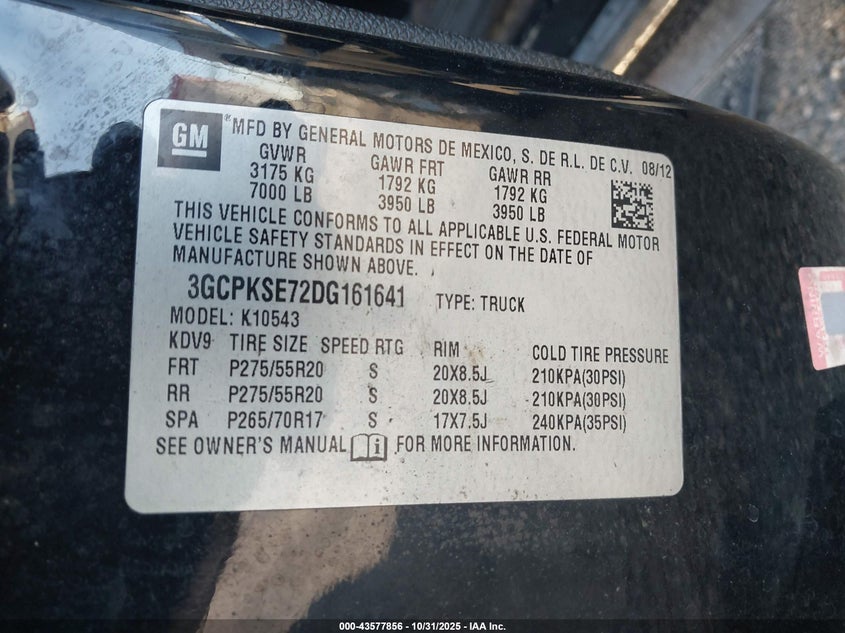 GM
® MFD BY GENERAL MOTORS DE MEXICO, S. DE R.L. DE C.V. 08/12
GVWR GAWR FRT GAWR RR
3175 KG 1792 KG 1792 KG
7000 LB 3950 LB 3950 LB
THIS VEHICLE CONFORMS TO ALL APPLICABLE U.S. FEDERAL MOTOR
VEHICLE SAFETY STANDARDS IN EFFECT ON THE DATE OF
MANUFACTURE SHOWN ABOVE.
3GCPKSE72DG161641 TYPE: TRUCK
MODEL: K10543
KDV9 TIRE SIZE SPEED RTG RIM COLD TIRE PRESSURE
FRT P275/55R20 S 20X8.5J 210KPA(30PSI)
RR P275/55R20 S 20X8.5J 210KPA(30PSI)
SPA P265/70R17 S 17X7.5J 240KPA(35PSI)
SEE OWNER'S MANUAL i FOR MORE INFORMATION.
000-43577856 - 10/31/2025 - IAA Inc.